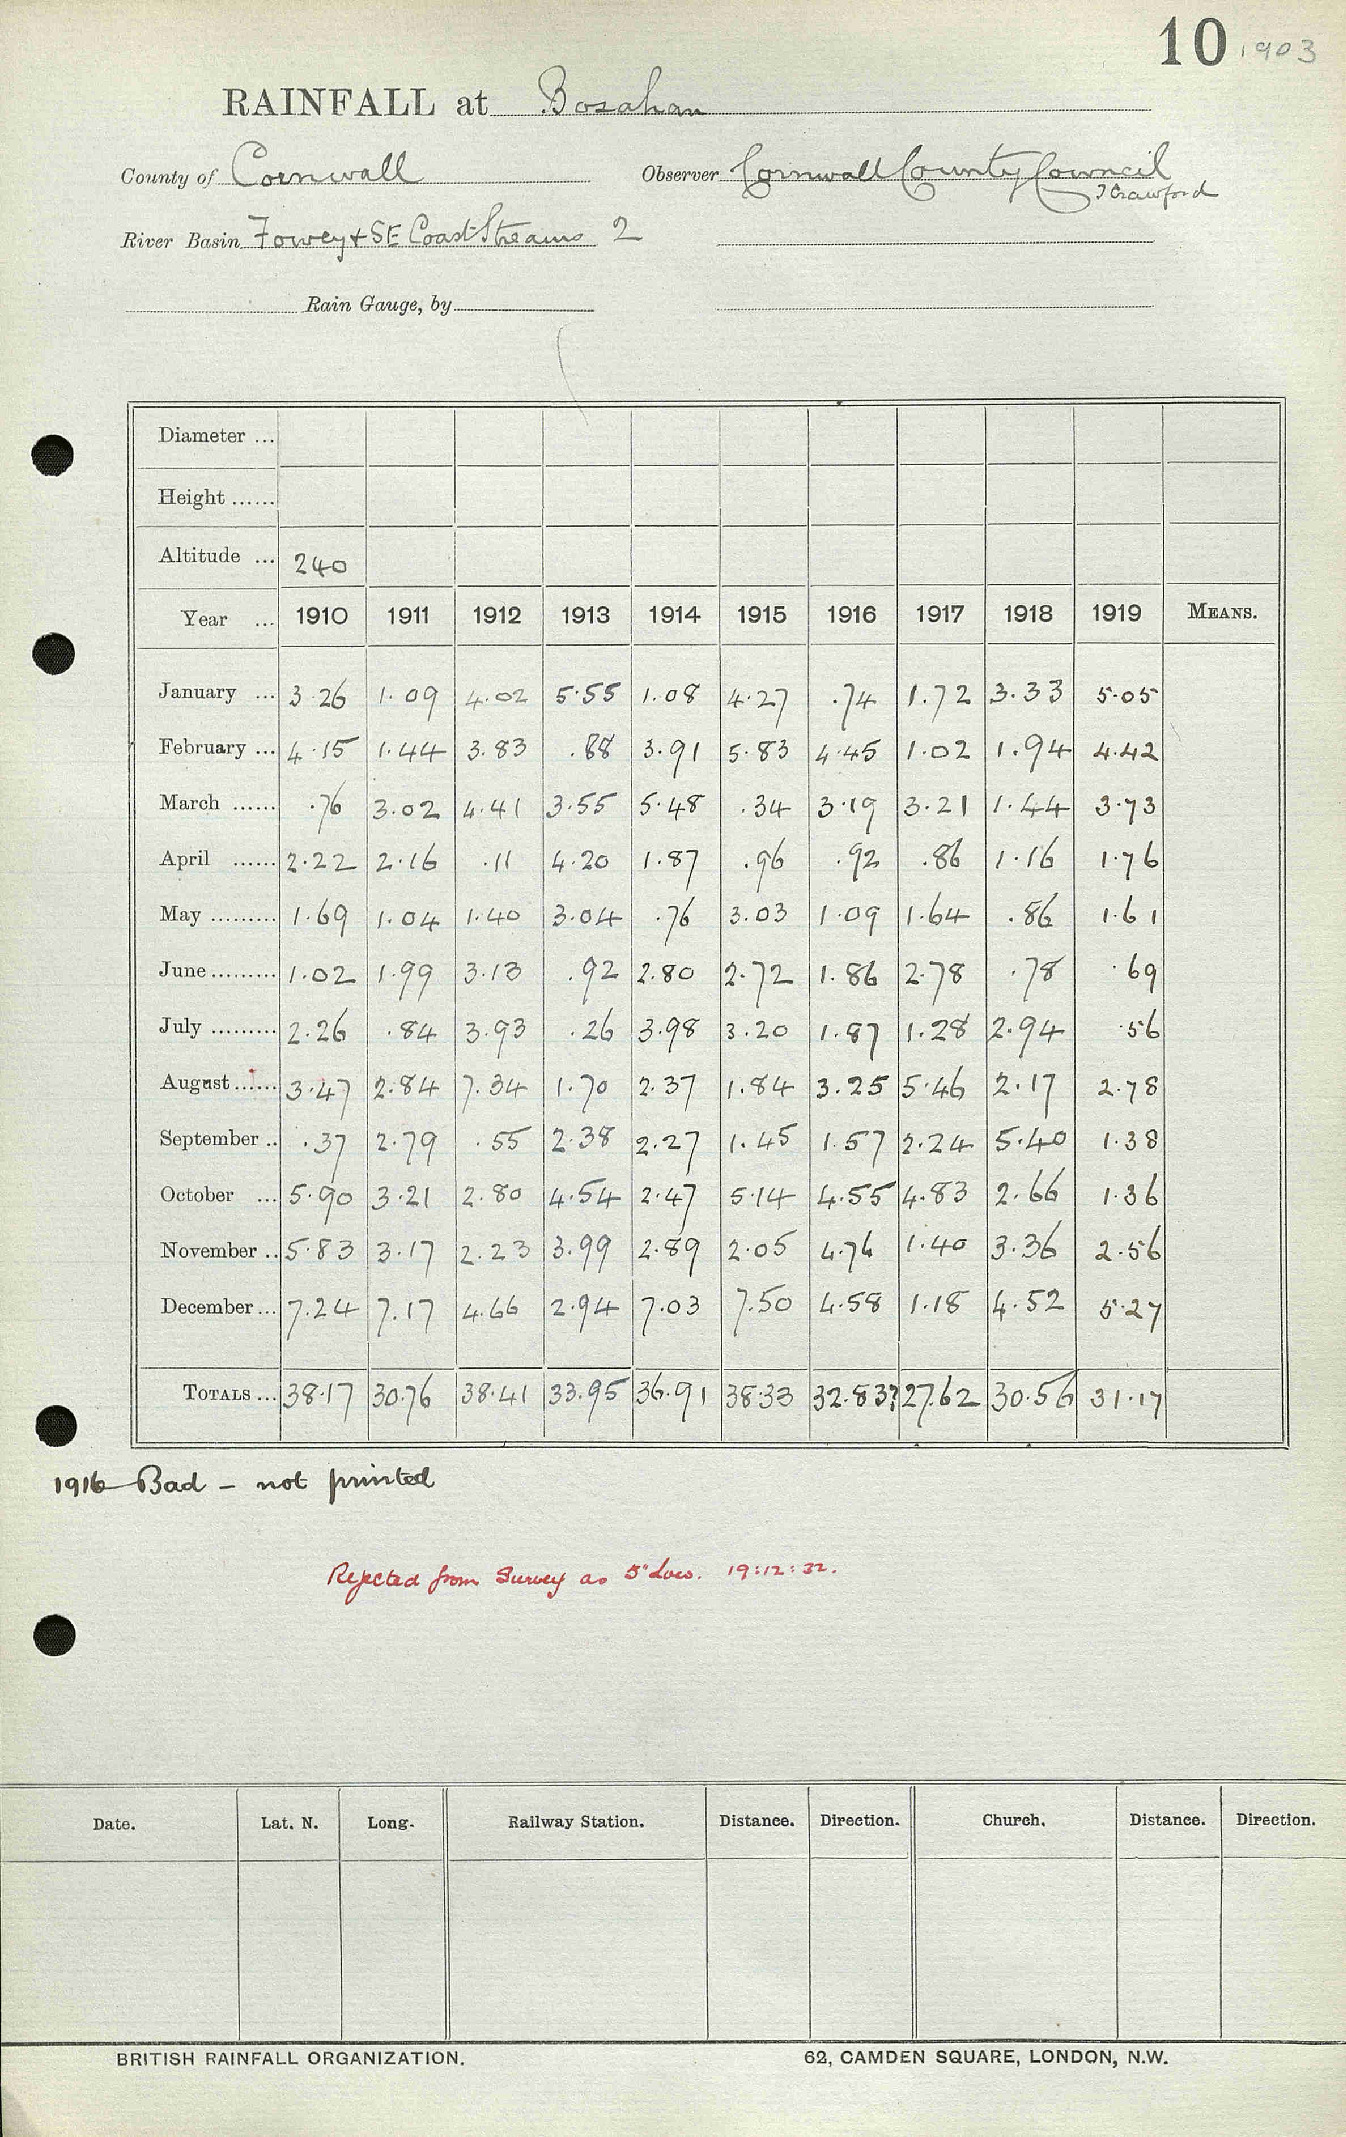 10 1903
RAINFALL at Bosahan
County of Cornwall Observer Cornwall County Council
J Crawford
River Basin Fowey + SE Coast Streams 2
Rain Gauge, by
Diameter ...
Height ......
Altitude ... 240
Year ... 1910 1911 1912 1913 1914 1915 1916 1917 1918 1919 MEANS.
January ... 3.26 1.09 4.02 5.55 1.08 4.27 .74 1.72 3.33 5.05
February ... 4.15 1.44 3.83 .88 3.91 5.83 4.45 1.02 1.94 4.42
March ...... .76 3.02 4.41 3.55 5.48 .34 3.19 3.21 1.44 3.73
April ...... 2.22 2.16 .11 4.20 1.87 .96 .92 .86 1.16 1.76
May ......... 1.69 1.04 1.40 3.04 .76 3.03 1.09 1.64 .86 1.61
June ......... 1.02 1.99 3.13 .92 2.80 2.72 1.86 2.78 .78 .69
July ......... 2.26 .84 3.93 .26 3.98 3.20 1.87 1.28 2.94 .56
August ...... 3.47 2.84 7.34 1.70 2.37 1.84 3.25 5.46 2.17 2.78
September .. .37 2.79 .55 2.38 2.27 1.45 1.57 2.24 5.40 1.38
October ... 5.90 3.21 2.80 4.54 2.47 5.14 4.55 4.83 2.66 1.36
November .. 5.83 3.17 2.23 3.99 2.89 2.05 4.76 1.40 3.36 2.56
December ... 7.24 7.17 4.66 2.94 7.03 7.50 4.58 1.18 4.52 5.27
TOTALS ... 38.17 30.76 38.41 33.95 36.91 38.33 32.83? 27.62 30.56 31.17
1916 Bad – not printed
Rejected from Survey as 5" Low. 19:12:32.
Date. Lat. N. Long. Railway Station. Distance. Direction. Church. Distance. Direction.
BRITISH RAINFALL ORGANIZATION. 62, CAMDEN SQUARE, LONDON, N.W.